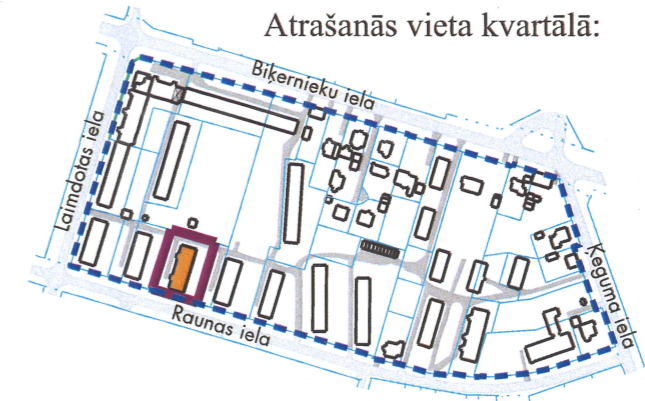 Atrašanās vieta kvartālā:
Biķernieku iela
Laimdotas iela
Ķeguma iela
Raunas iela